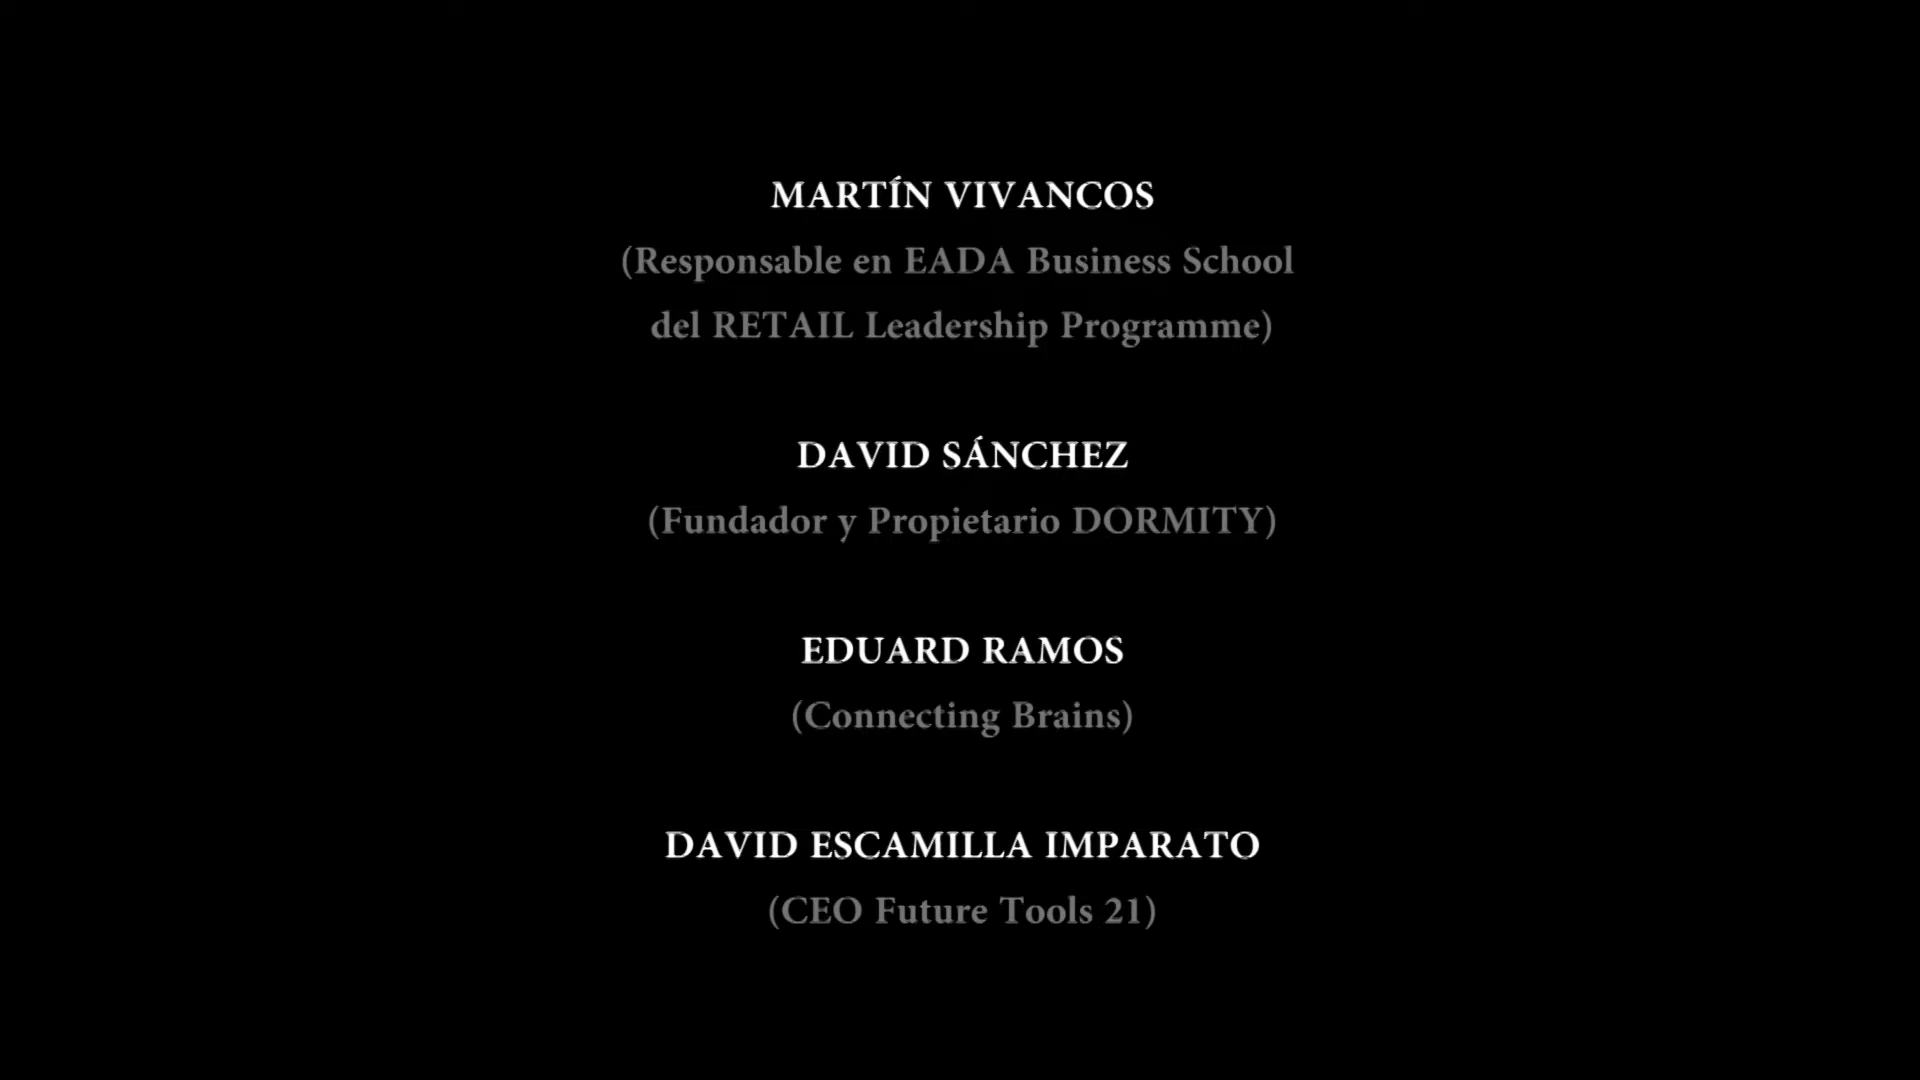 MARTÍN VIVANCOS
(Responsable en EADA Business School
del RETAIL Leadership Programme)
DAVID SÁNCHEZ
(Fundador y Propietario DORMITY)
EDUARD RAMOS
(Connecting Brains)
DAVID ESCAMILLA IMPARATO
(CEO Future Tools 21)